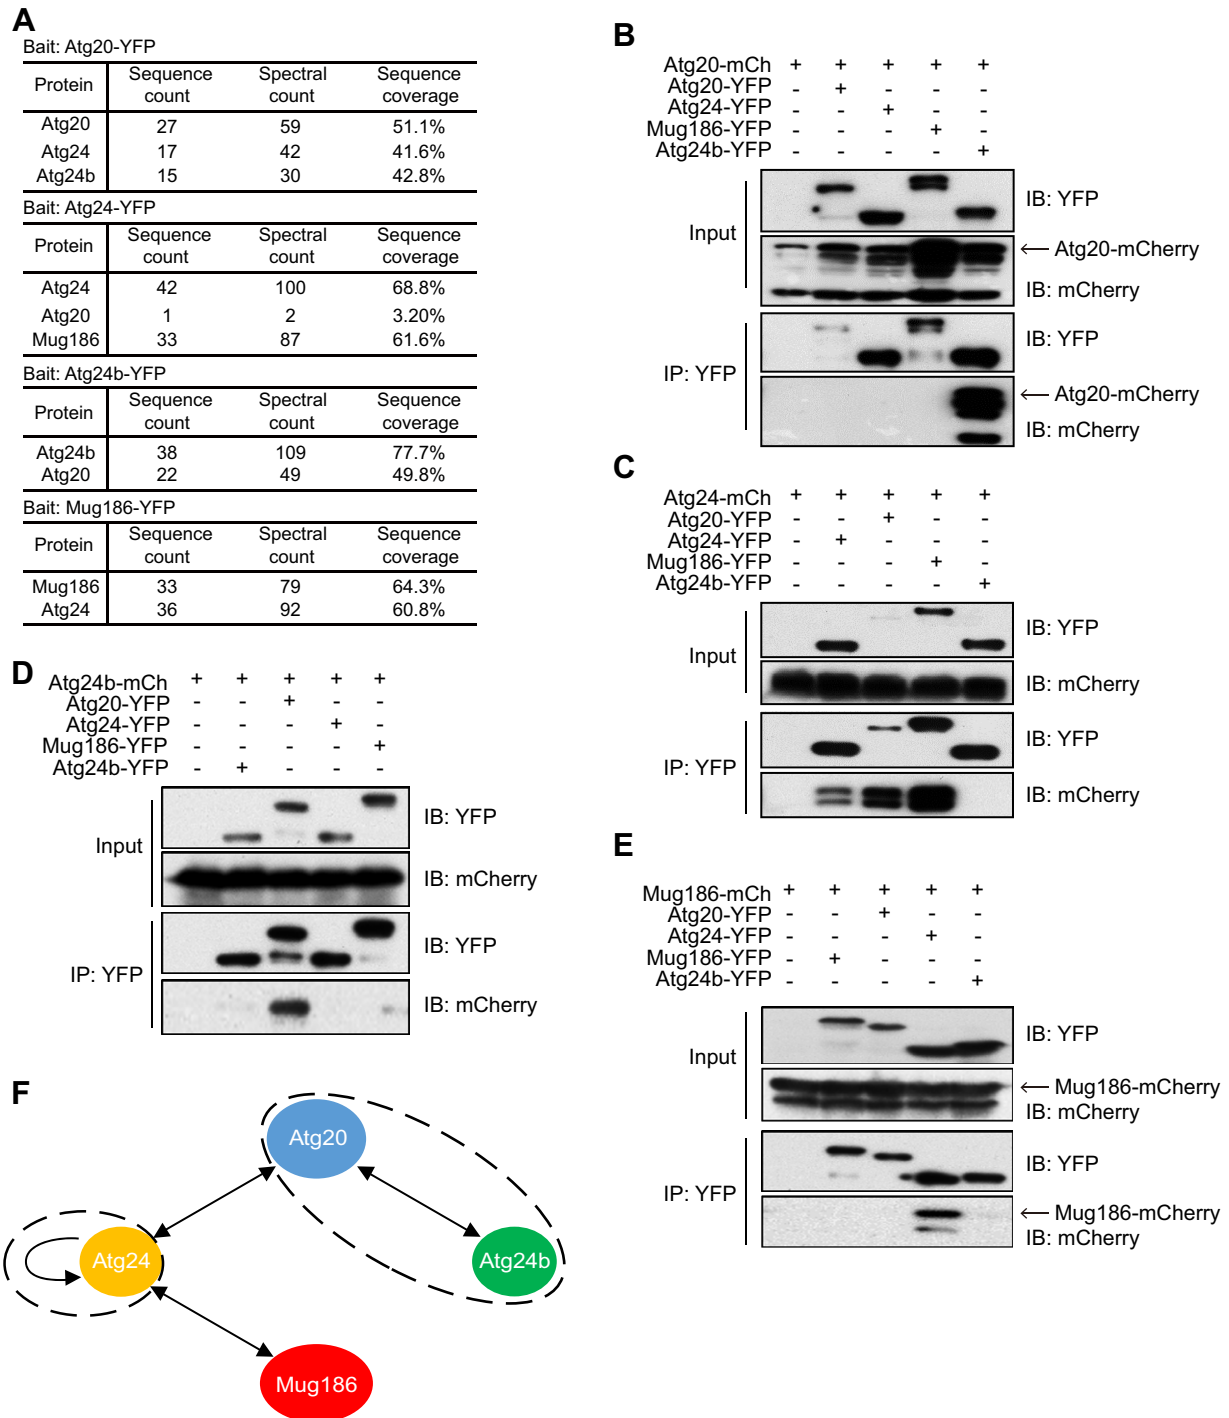 A
Bait: Atg20-YFP
Protein Sequence count Spectral count Sequence coverage
Atg20 27 59 51.1%
Atg24 17 42 41.6%
Atg24b 15 30 42.8%
Bait: Atg24-YFP
Protein Sequence count Spectral count Sequence coverage
Atg24 42 100 68.8%
Atg20 1 2 3.20%
Mug186 33 87 61.6%
Bait: Atg24b-YFP
Protein Sequence count Spectral count Sequence coverage
Atg24b 38 109 77.7%
Atg20 22 49 49.8%
Bait: Mug186-YFP
Protein Sequence count Spectral count Sequence coverage
Mug186 33 79 64.3%
Atg24 36 92 60.8%
B
Atg20-mCh + + + + +
Atg20-YFP - + - - -
Atg24-YFP - - + - -
Mug186-YFP - - - + -
Atg24b-YFP - - - - +
Input
IB: YFP
← Atg20-mCherry
IB: mCherry
IP: YFP
IB: YFP
← Atg20-mCherry
IB: mCherry
C
Atg24-mCh + + + + +
Atg20-YFP - - + - -
Atg24-YFP - + - - -
Mug186-YFP - - - + -
Atg24b-YFP - - - - +
Input
IB: YFP
IB: mCherry
IP: YFP
IB: YFP
IB: mCherry
D
Atg24b-mCh + + + + +
Atg20-YFP - - + - -
Atg24-YFP - - - + -
Mug186-YFP - - - - +
Atg24b-YFP - + - - -
Input
IB: YFP
IB: mCherry
IP: YFP
IB: YFP
IB: mCherry
E
Mug186-mCh + + + + +
Atg20-YFP - - + - -
Atg24-YFP - - - + -
Mug186-YFP - + - - -
Atg24b-YFP - - - - +
Input
IB: YFP
← Mug186-mCherry
IB: mCherry
IP: YFP
IB: YFP
← Mug186-mCherry
IB: mCherry
F
Atg20
Atg24
Atg24b
Mug186